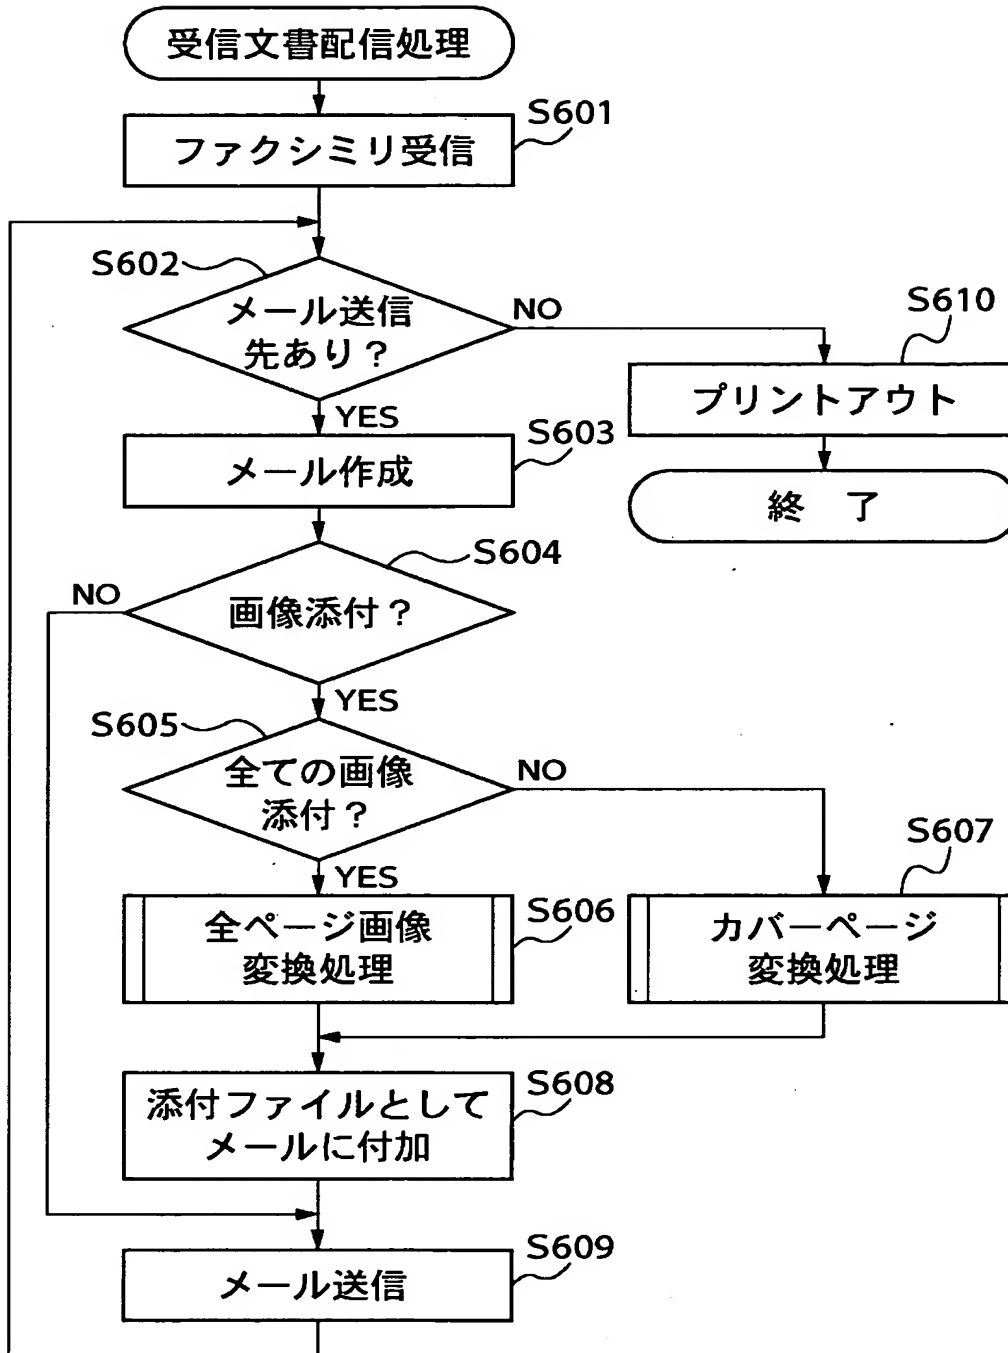 受信文書配信処理
S601
ファクシミリ受信
S602
メール送信
先あり？
NO
S610
プリントアウト
YES
S603
メール作成
終 了
S604
NO
画像添付？
YES
S605
全ての画像
添付？
NO
S607
YES
全ページ画像
変換処理
S606
カバーページ
変換処理
添付ファイルとして
メールに付加
S608
S609
メール送信